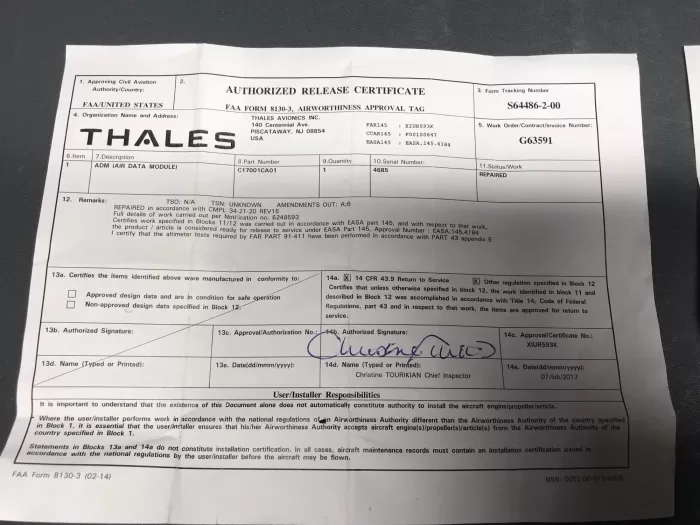 1. Approving Civil Aviation
Authority/Country:
FAA/UNITED STATES
2.
AUTHORIZED RELEASE CERTIFICATE
FAA FORM 8130-3, AIRWORTHINESS APPROVAL TAG
3. Form Tracking Number
S64486-2-00
4. Organization Name and Address:
THALES
THALES AVIONICS INC.
140 Centennial Ave.
PISCATAWAY, NJ 08854
USA
FAR145 : XIUR593K
CCAR145 :
EASA145 : EASA.145.4184
5. Work Order/Contract/Invoice Number:
G63591
6.Item
1
7.Description
ADM (AIR DATA MODULE)
8.Part Number
C17001CA01
9.Quantity
1
10.Serial Number:
4685
11.Status/Work
REPAIRED
12. Remarks:
TSO: N/A TSN: UNKNOWN AMENDMENTS OUT: A;B
REPAIRED in accordance with CMPL 34-21-20 REV15
Full details of work carried out per Notification no: 6248593
Certifies work specified in Blocks 11/12 was carried out in accordance with EASA part 145, and with respect to that work,
the product / article is considered ready for release to service under EASA Part 145, Approval Number : EASA.145.4184
I certify that the altimeter tests required by FAR PART 91-411 have been performed in accordance with PART 43 appendix E
13a. Certifies the items identified above were manufactured in conformity to:
Approved design data and are in condition for safe operation
Non-approved design data specified in Block 12.
14a. X 14 CFR 43.9 Return to Service X Other regulation specified in Block 12
Certifies that unless otherwise specified in block 12, the work identified in block 11 and
described in Block 12 was accomplished in accordance with Title 14, Code of Federal
Regulations, part 43 and in respect to that work, the items are approved for return to
service.
13b. Authorized Signature:
13c. Approval/Authorization No.:
14b. Authorized Signature:
14c. Approval/Certificate No.:
XIUR593K
13d. Name (Typed or Printed):
13e. Date(dd/mmm/yyyy):
14d. Name (Typed or Printed):
Christine TOURIKIAN Chief Inspector
14e. Date(dd/mmm/yyyy):
07/feb/2017
User/Installer Responsibilities
It is important to understand that the existence of this Document alone does not automatically constitute authority to install the aircraft engine/propeller/article.
Where the user/installer performs work in accordance with the national regulations of an Airworthiness Authority different than the Airworthiness Authority of the country specified
in Block 1, it is essential that the user/installer ensures that his/her Airworthiness Authority accepts aircraft engine(s)/propeller(s)/article(s) from the Airworthiness Authority of the
country specified in Block 1.
Statements in Blocks 13a and 14a do not constitute installation certification. In all cases, aircraft maintenance records must contain an installation certification issued in
accordance with the national regulations by the user/installer before the aircraft may be flown.
FAA Form 8130-3 (02-14)